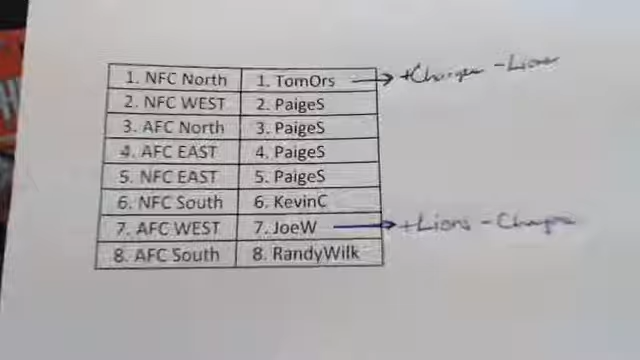 1. NFC North 1. TomOrs → +Charger -Lions
2. NFC WEST 2. PaigeS
3. AFC North 3. PaigeS
4. AFC EAST 4. PaigeS
5. NFC EAST 5. PaigeS
6. NFC South 6. KevinC
7. AFC WEST 7. JoeW → +Lions -Charger
8. AFC South 8. RandyWilk